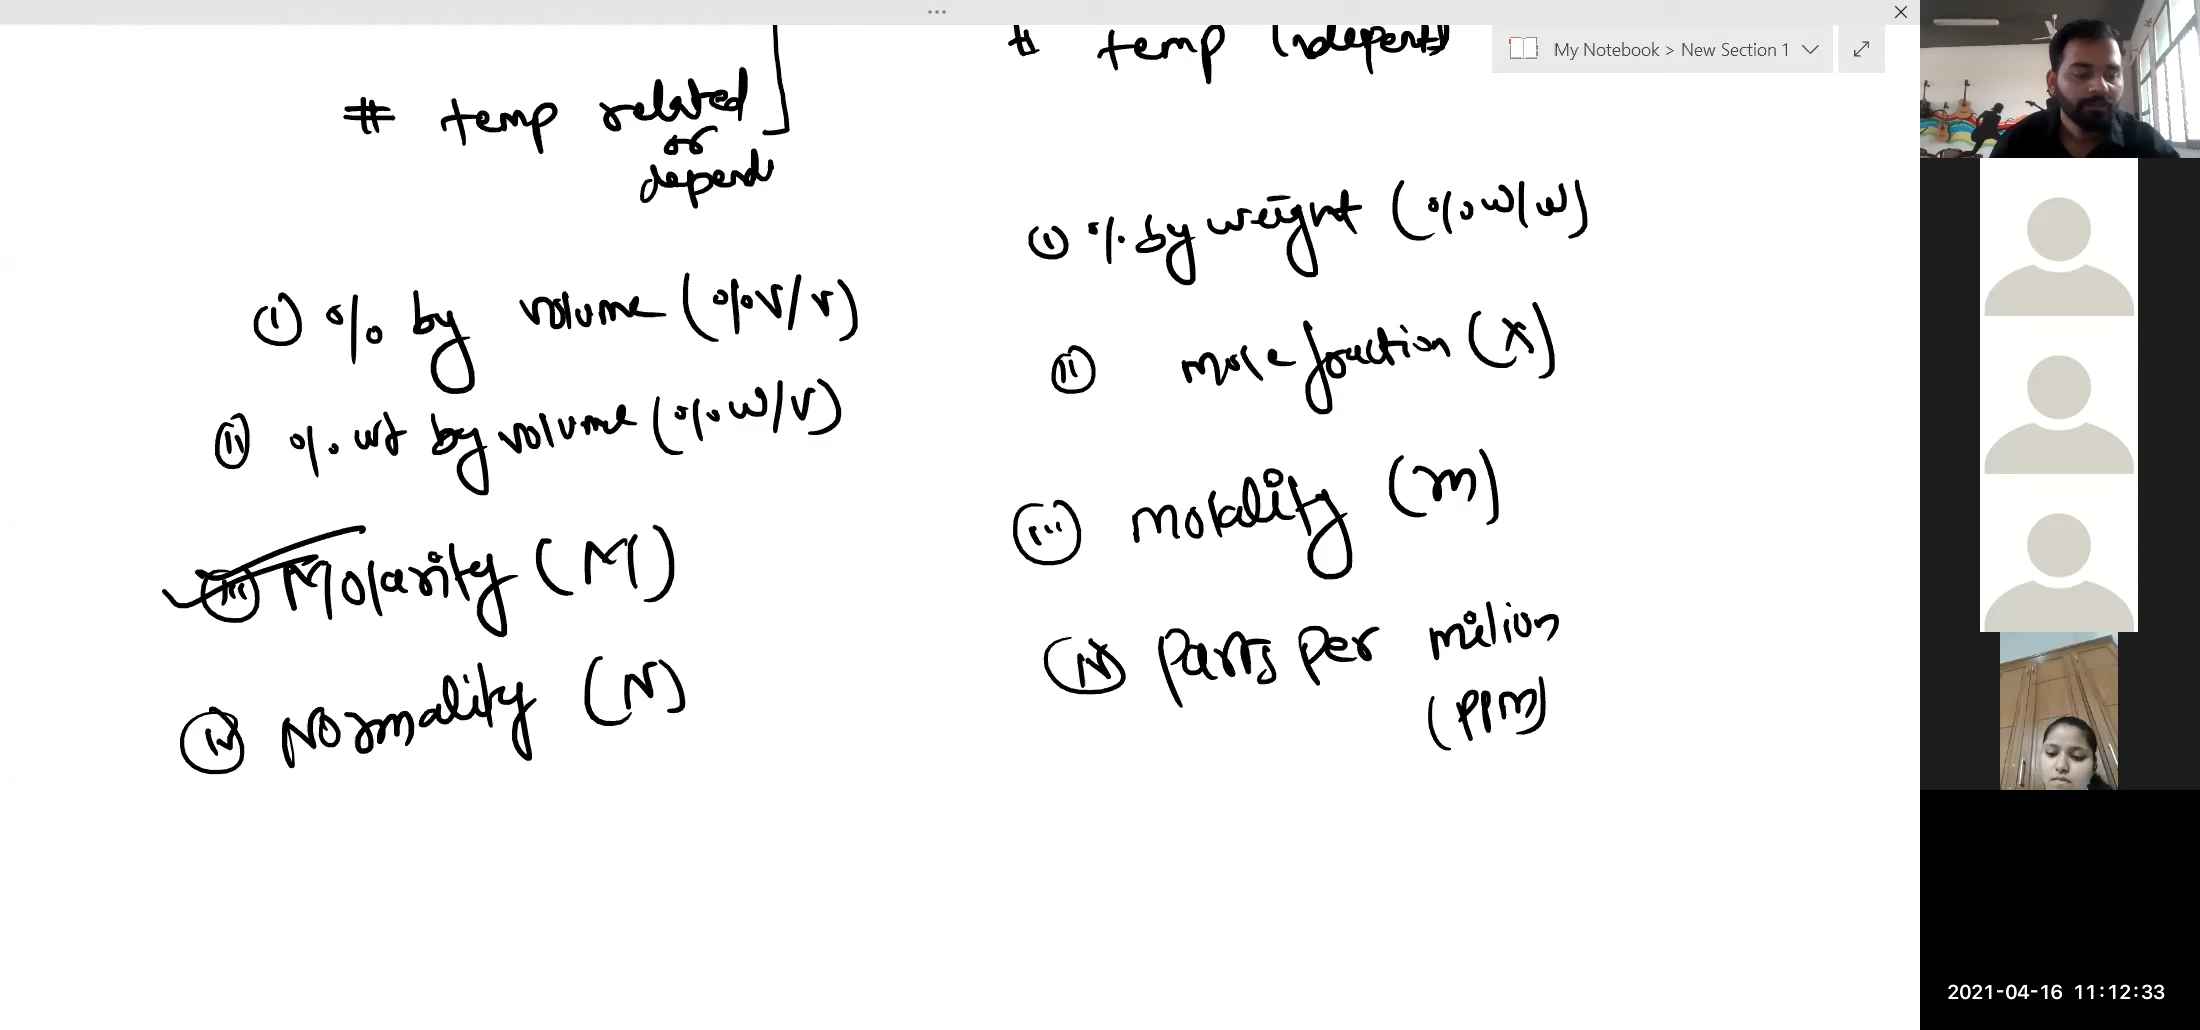 ...
# temp Independ
My Notebook > New Section 1
# temp related
or
depend
① % by volume (% v/v)
ⅱ % wt by volume (% w/v)
ⅲ Molarity (M)
ⅳ Normality (N)
① % by weight (% w/w)
ⅱ mole fraction (x)
ⅲ molality (m)
ⅳ Parts per million
(PPM)
2021-04-16 11:12:33